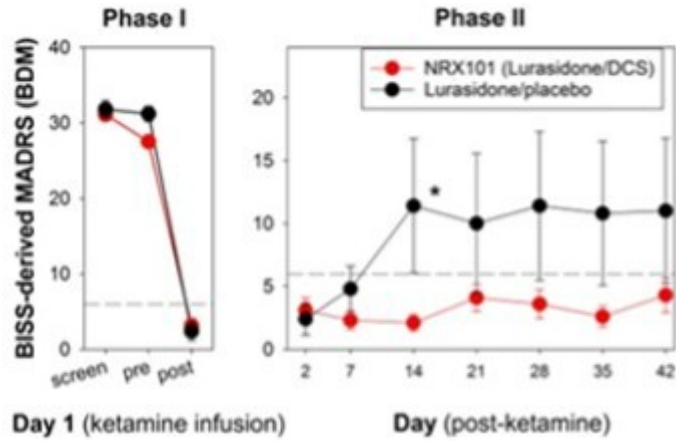 Phase I
Phase II
BISS-derived MADRS (BDM)
40
30
20
10
0
screen
pre
post
Day 1 (ketamine infusion)
NRX101 (Lurasidone/DCS)
Lurasidone/placebo
20
15
10
5
0
*
2 7 14 21 28 35 42
Day (post-ketamine)